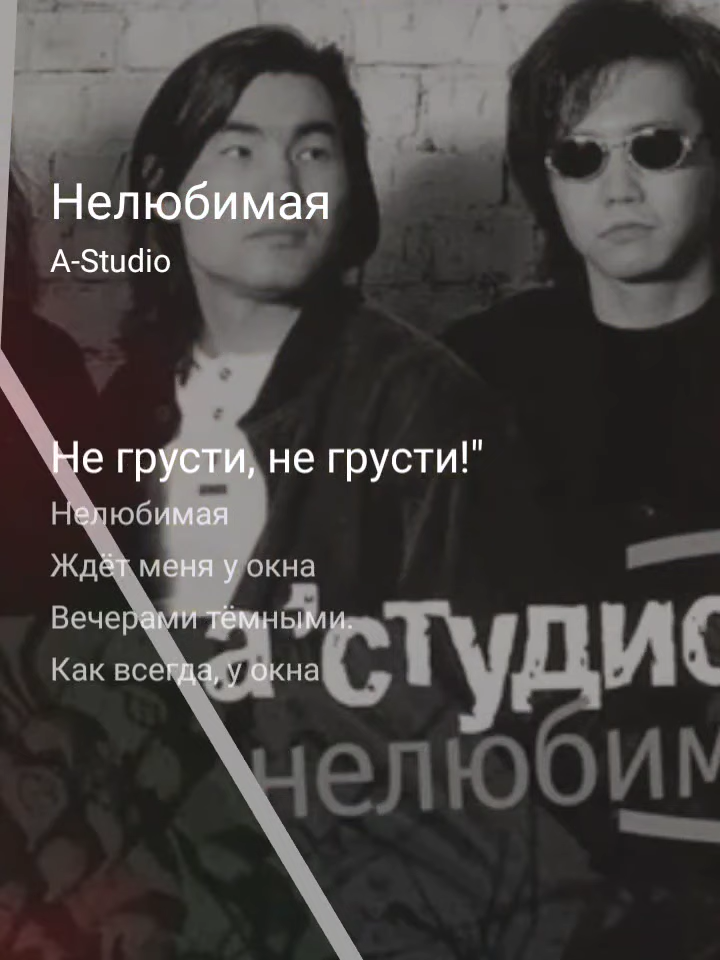 Нелюбимая
A-Studio
Не грусти, не грусти!"
Нелюбимая
Ждёт меня у окна
Вечерами тёмными.
Как всегда, у окна
а'студио
нелюбим